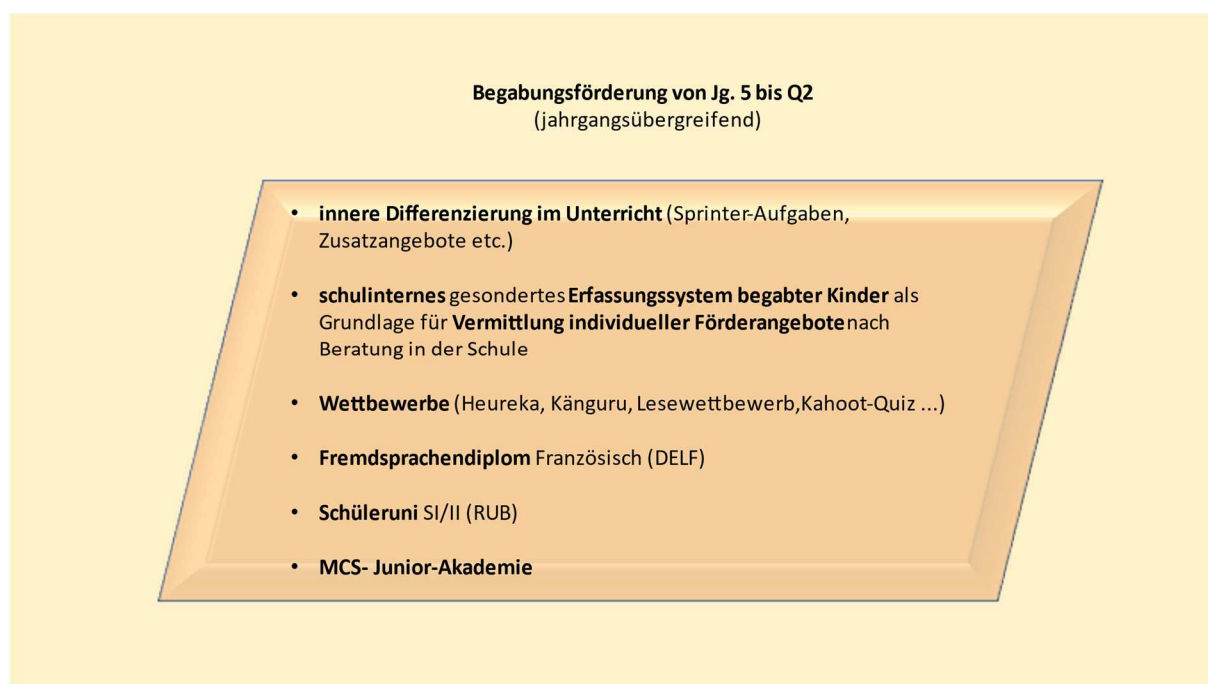 Begabungsförderung von Jg. 5 bis Q2
(jahrgangsübergreifend)
• innere Differenzierung im Unterricht (Sprinter-Aufgaben,
Zusatzangebote etc.)
• schulinternes gesondertes Erfassungssystem begabter Kinder als
Grundlage für Vermittlung individueller Förderangebote nach
Beratung in der Schule
• Wettbewerbe (Heureka, Känguru, Lesewettbewerb,Kahoot-Quiz ...)
• Fremdsprachendiplom Französisch (DELF)
• Schüleruni SI/II (RUB)
• MCS- Junior-Akademie